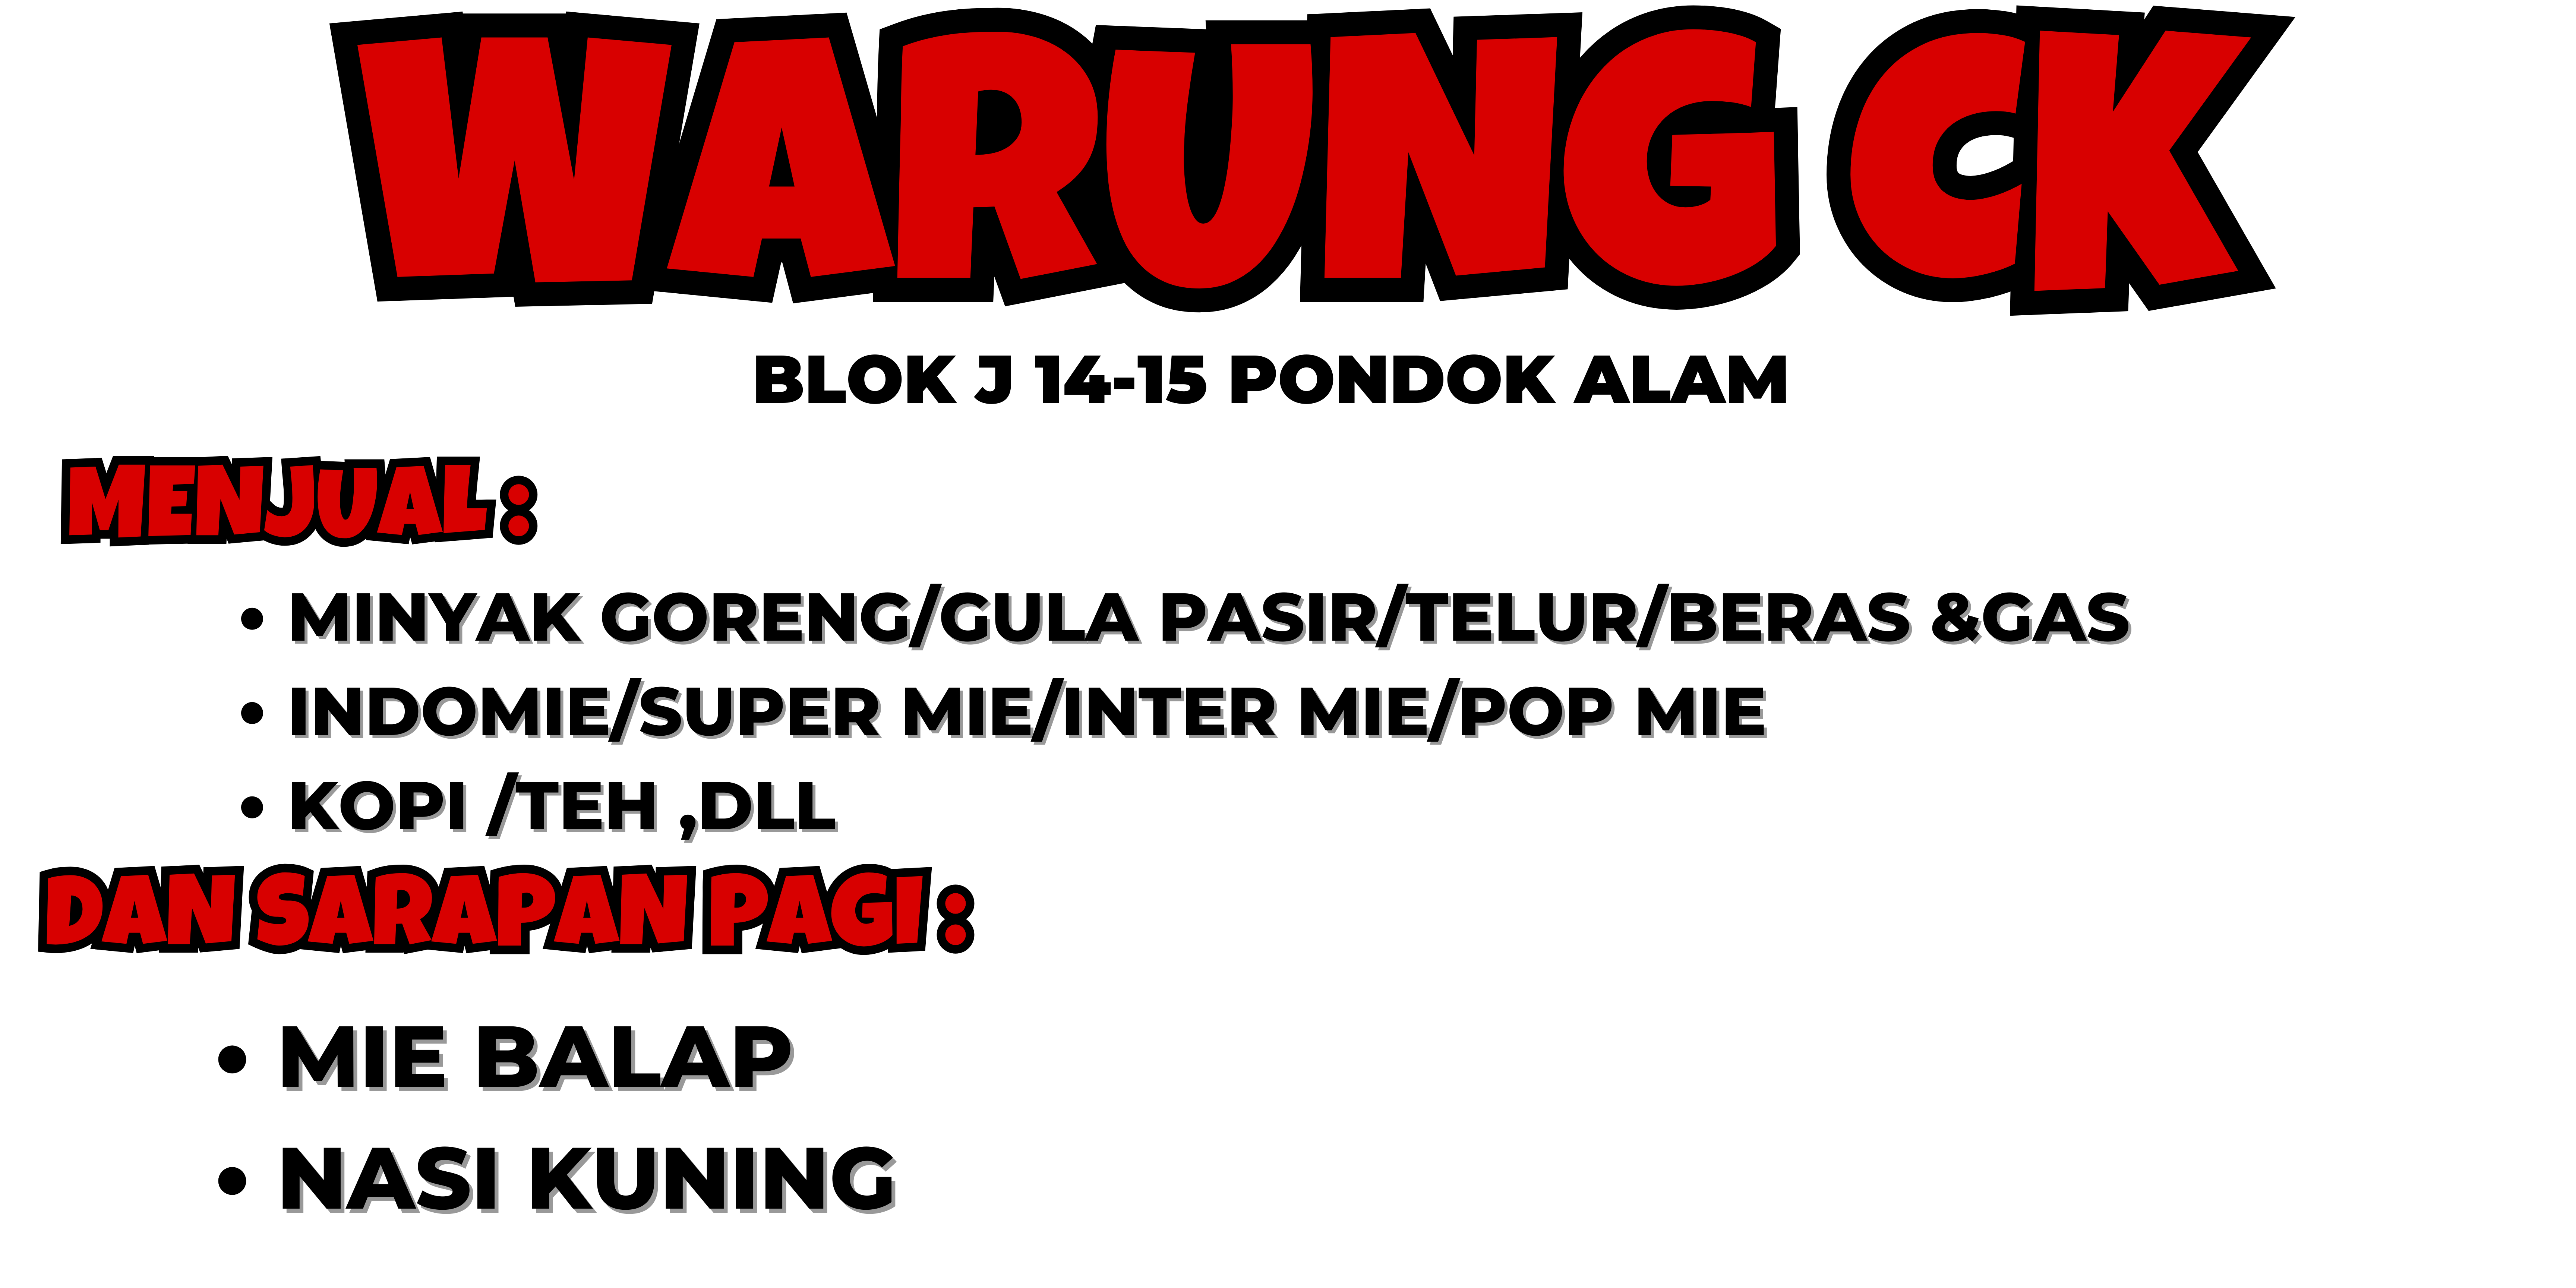 WARUNG CK
BLOK J 14-15 PONDOK ALAM
MENJUAL :
• MINYAK GORENG/GULA PASIR/TELUR/BERAS &GAS
• INDOMIE/SUPER MIE/INTER MIE/POP MIE
• KOPI /TEH ,DLL
DAN SARAPAN PAGI :
• MIE BALAP
• NASI KUNING